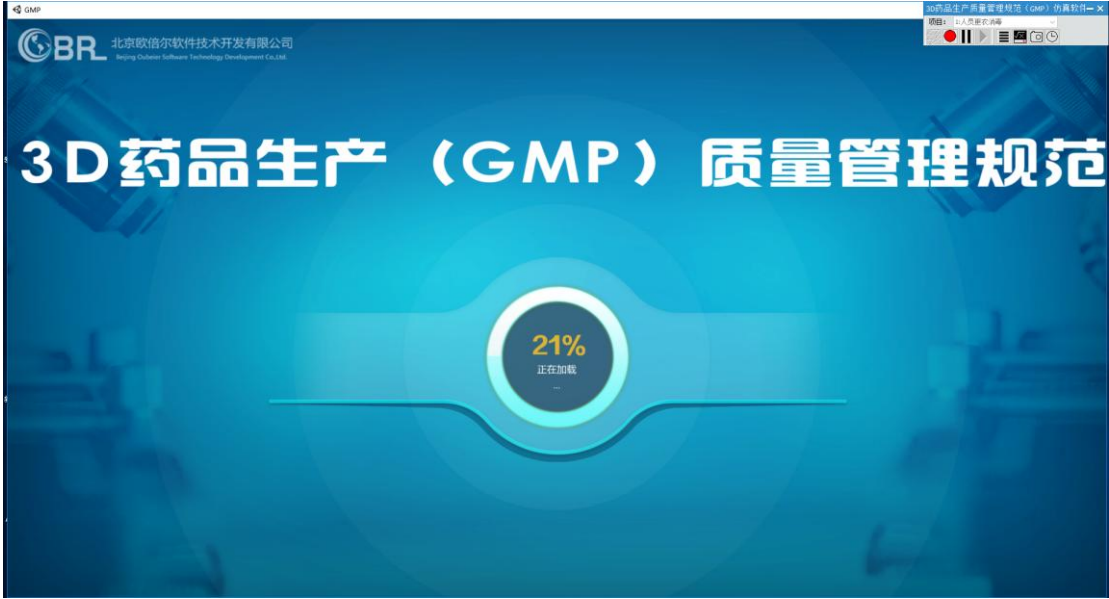 GMP
3D药品生产质量管理规范（GMP）仿真软件
项目： 1:人员更衣消毒
OBR 北京欧倍尔软件技术开发有限公司
Beijing Oubeier Software Technology Development Co.,Ltd.
3D药品生产（GMP）质量管理规范
21%
正在加载
...